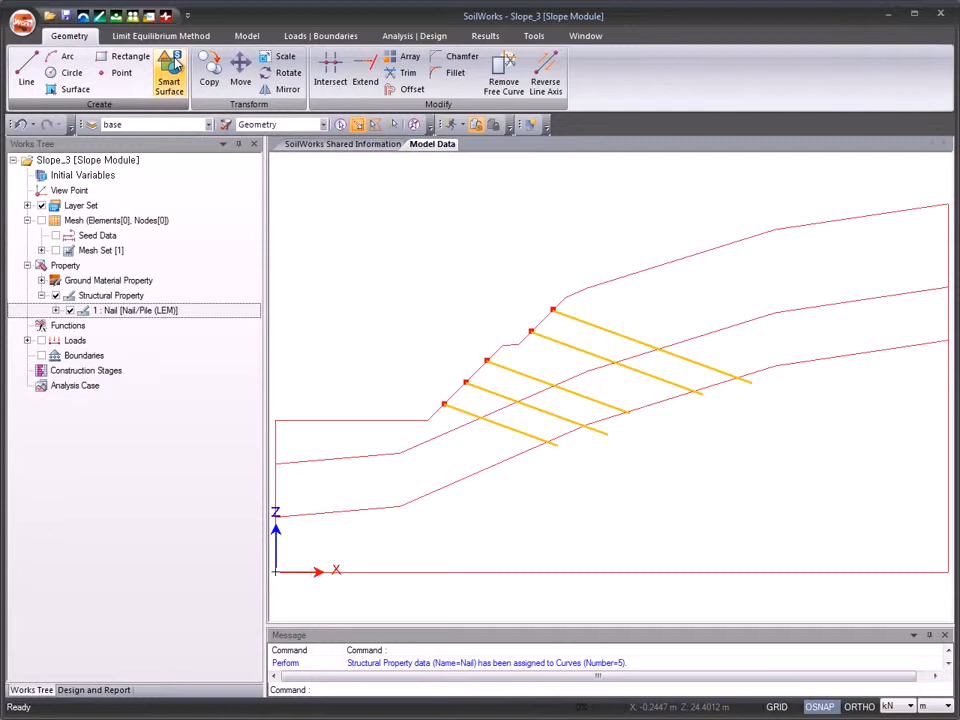 SoilWorks - Slope_3 [Slope Module]
Geometry Limit Equilibrium Method Model Loads | Boundaries Analysis | Design Results Tools Window
Line
Arc
Circle
Surface
Rectangle
Point
Smart
Surface
Create
Copy
Move
Scale
Rotate
Mirror
Transform
Intersect
Extend
Array
Trim
Offset
Chamfer
Fillet
Remove
Free Curve
Reverse
Line Axis
Modify
base
Geometry
Works Tree
Slope_3 [Slope Module]
Initial Variables
View Point
Layer Set
Mesh (Elements[0], Nodes[0])
Seed Data
Mesh Set [1]
Property
Ground Material Property
Structural Property
1 : Nail [Nail/Pile (LEM)]
Functions
Loads
Boundaries
Construction Stages
Analysis Case
Works Tree Design and Report
SoilWorks Shared Information Model Data
Z
X
Message
Command Command :
Perform Structural Property data (Name=Nail) has been assigned to Curves (Number=5).
Command :
Ready 0% X: -0.2447 m Z: 24.4012 m GRID OSNAP ORTHO kN m